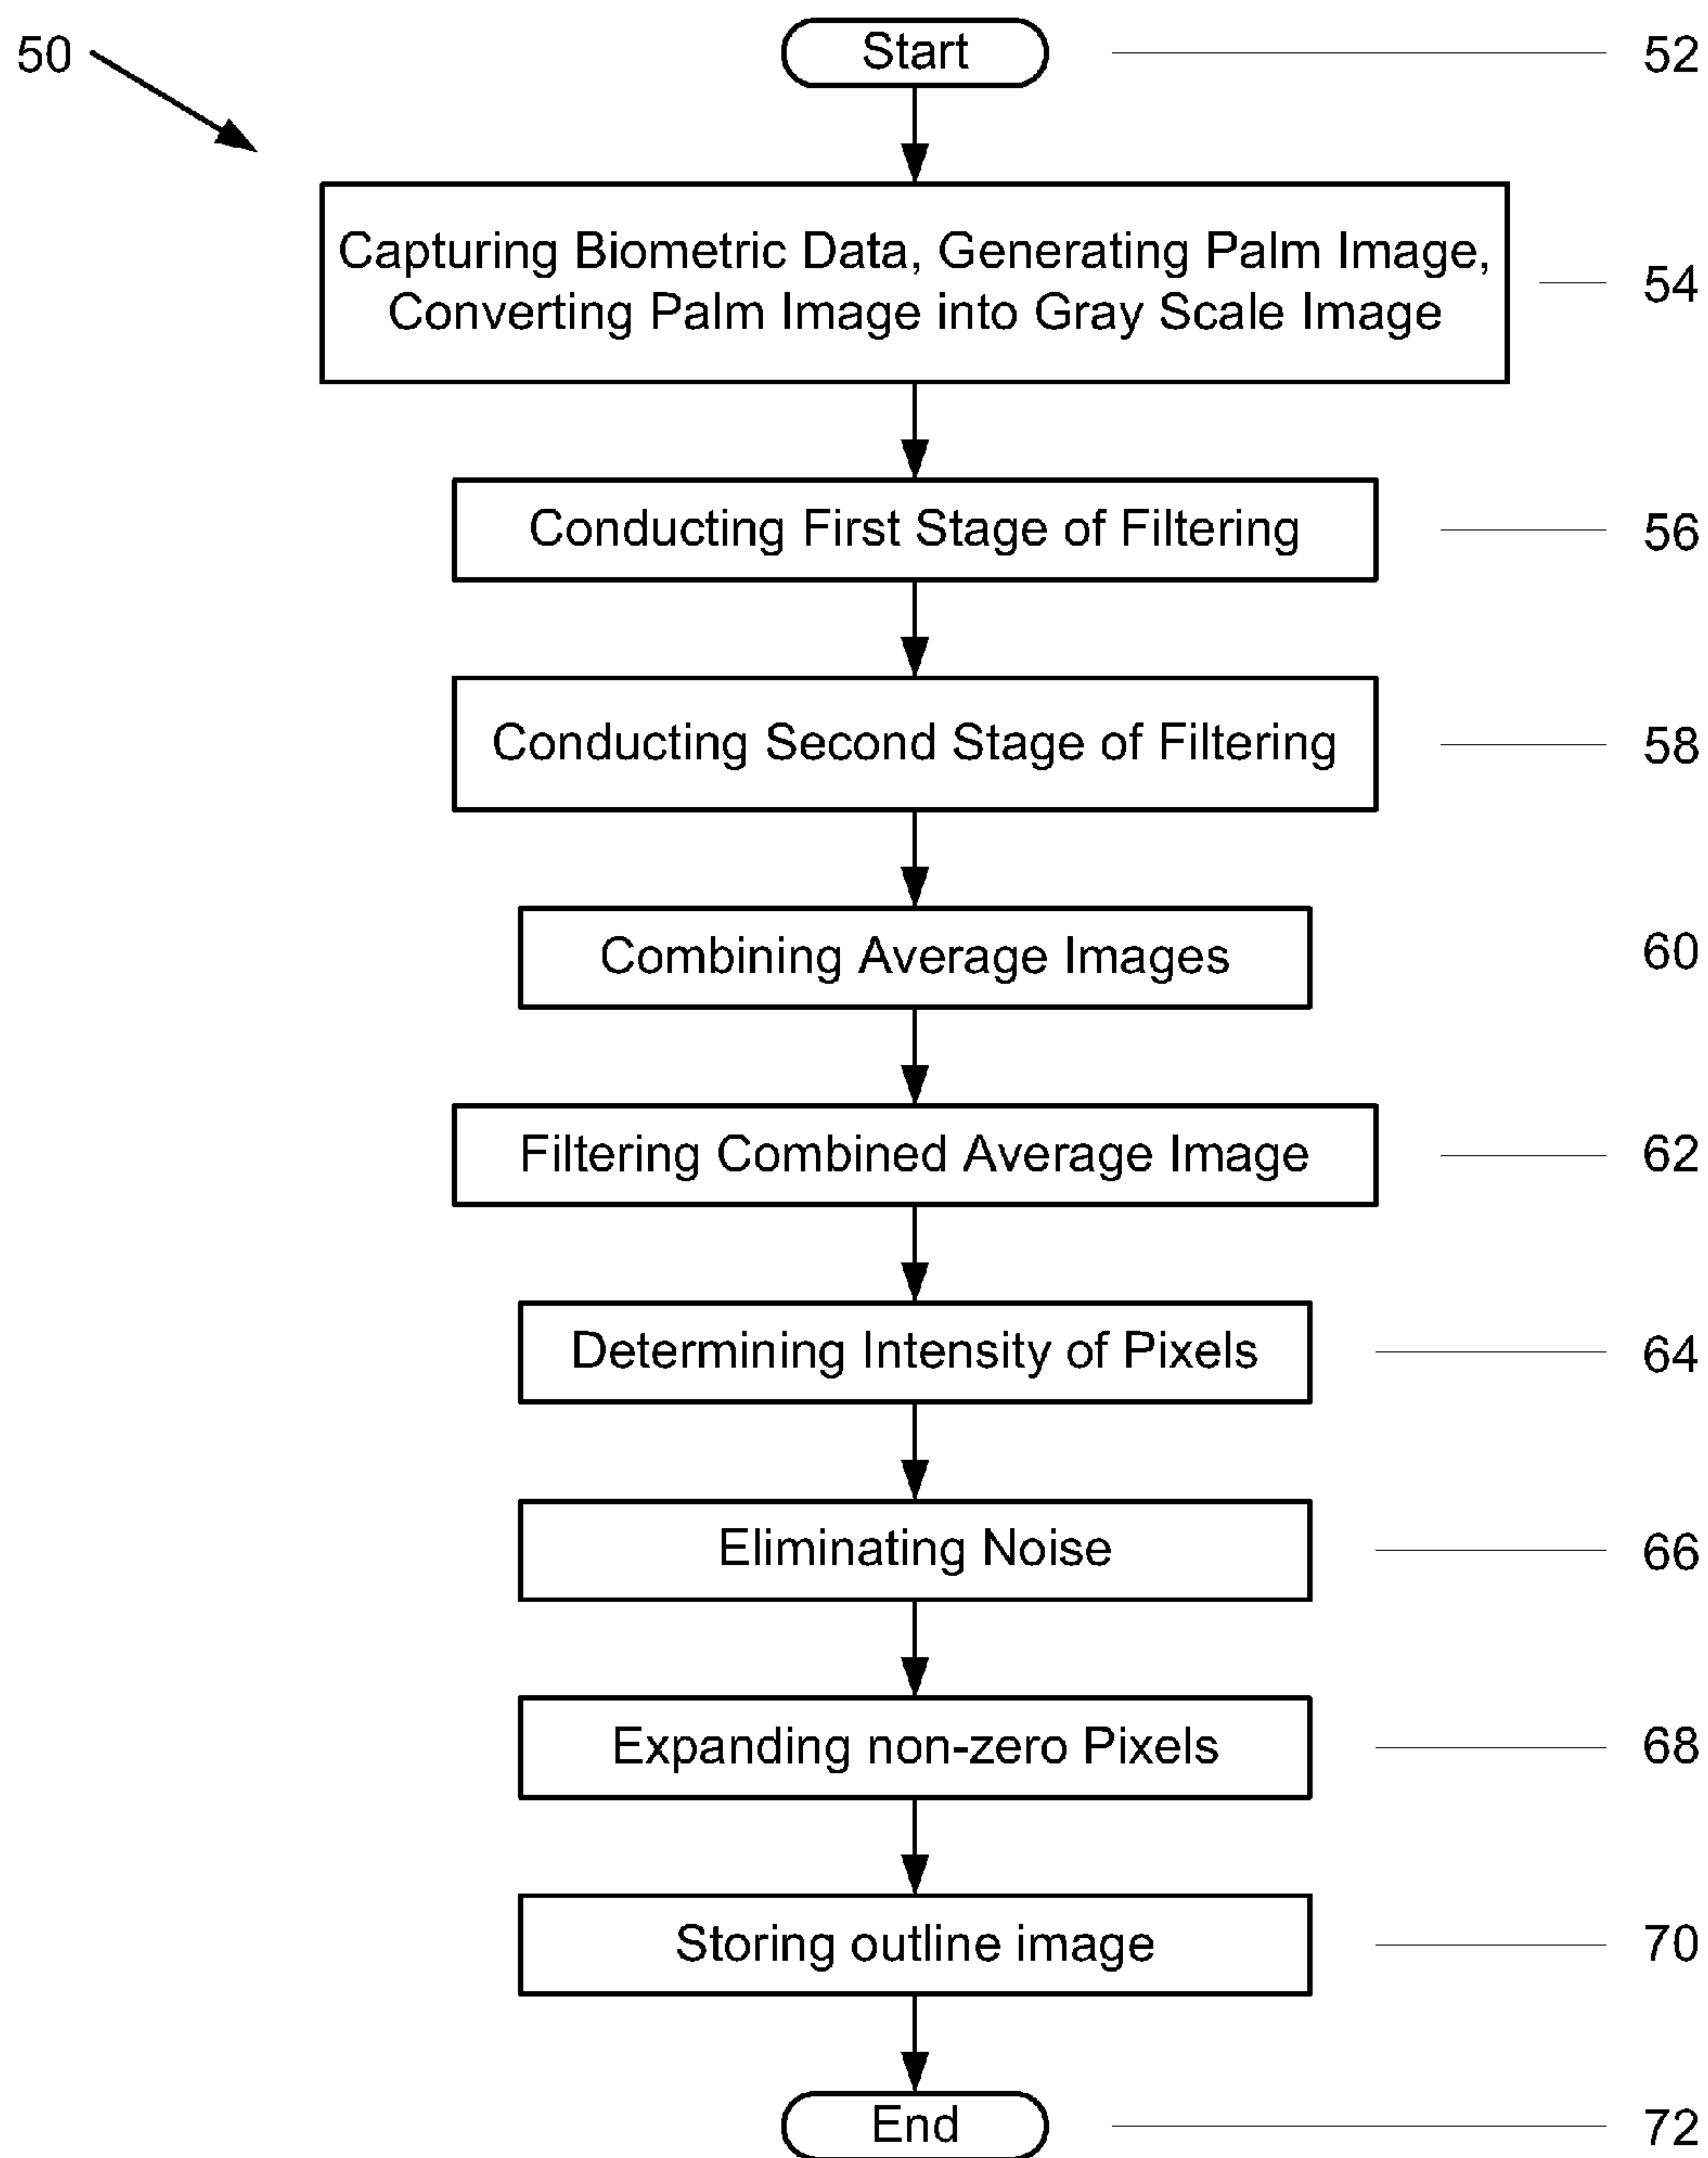 50
Start
52
Capturing Biometric Data, Generating Palm Image,
Converting Palm Image into Gray Scale Image
54
Conducting First Stage of Filtering
56
Conducting Second Stage of Filtering
58
Combining Average Images
60
Filtering Combined Average Image
62
Determining Intensity of Pixels
64
Eliminating Noise
66
Expanding non-zero Pixels
68
Storing outline image
70
End
72